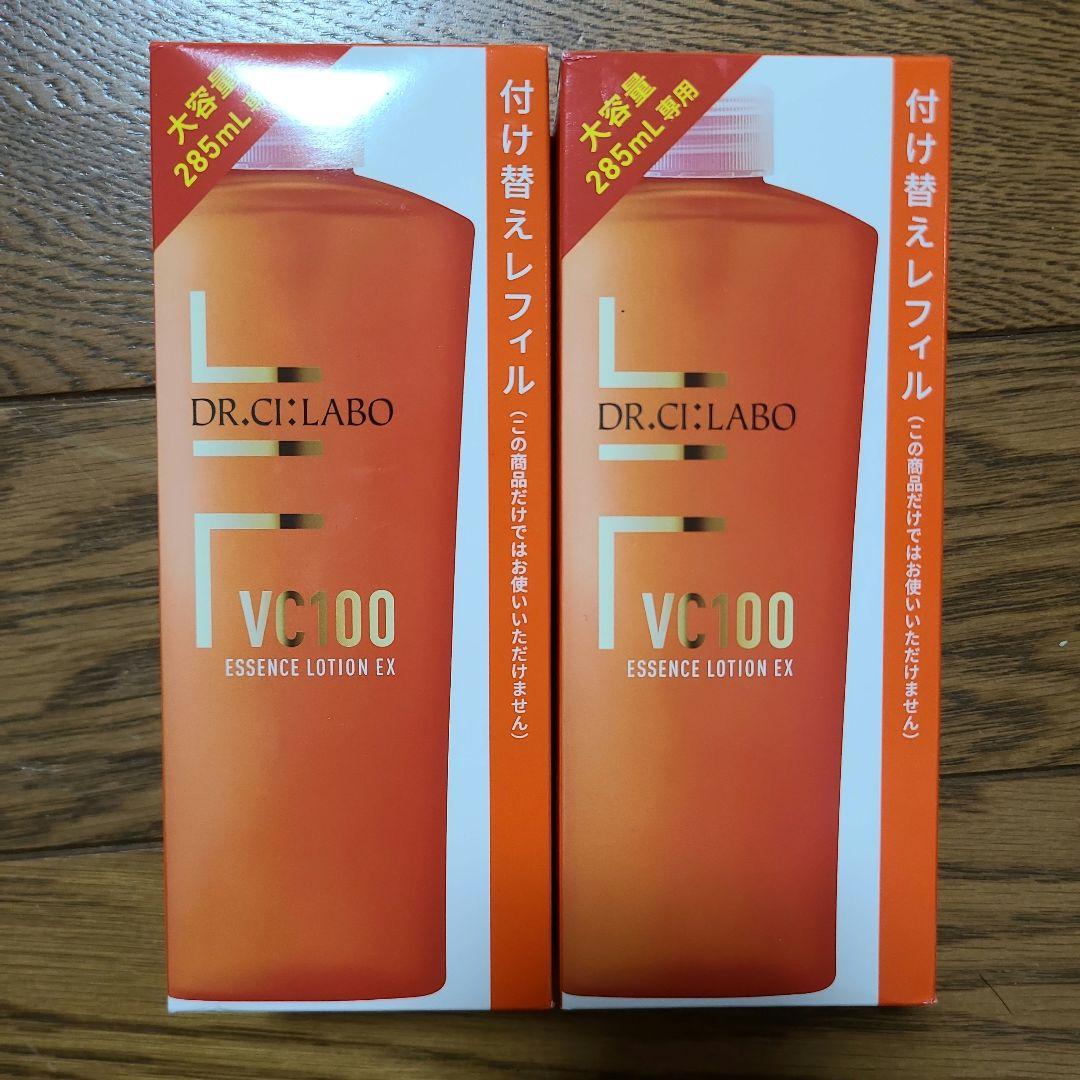 大容量
285mL 専用
DR.CI:LABO
VC100
ESSENCE LOTION EX
付け替えレフィル(この商品だけではお使いいただけません)
大容量
285mL 専用
DR.CI:LABO
VC100
ESSENCE LOTION EX
付け替えレフィル(この商品だけではお使いいただけません)